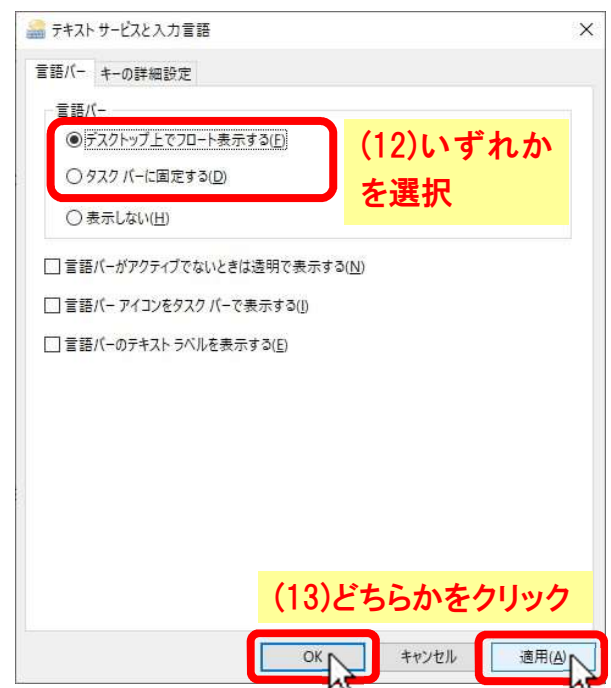 テキスト サービスと入力言語
言語バー キーの詳細設定
言語バー
デスクトップ上でフロート表示する(F)
タスク バーに固定する(D)
(12)いずれか
を選択
表示しない(H)
言語バーがアクティブでないときは透明で表示する(N)
言語バー アイコンをタスク バーで表示する(I)
言語バーのテキスト ラベルを表示する(E)
(13)どちらかをクリック
OK キャンセル 適用(A)